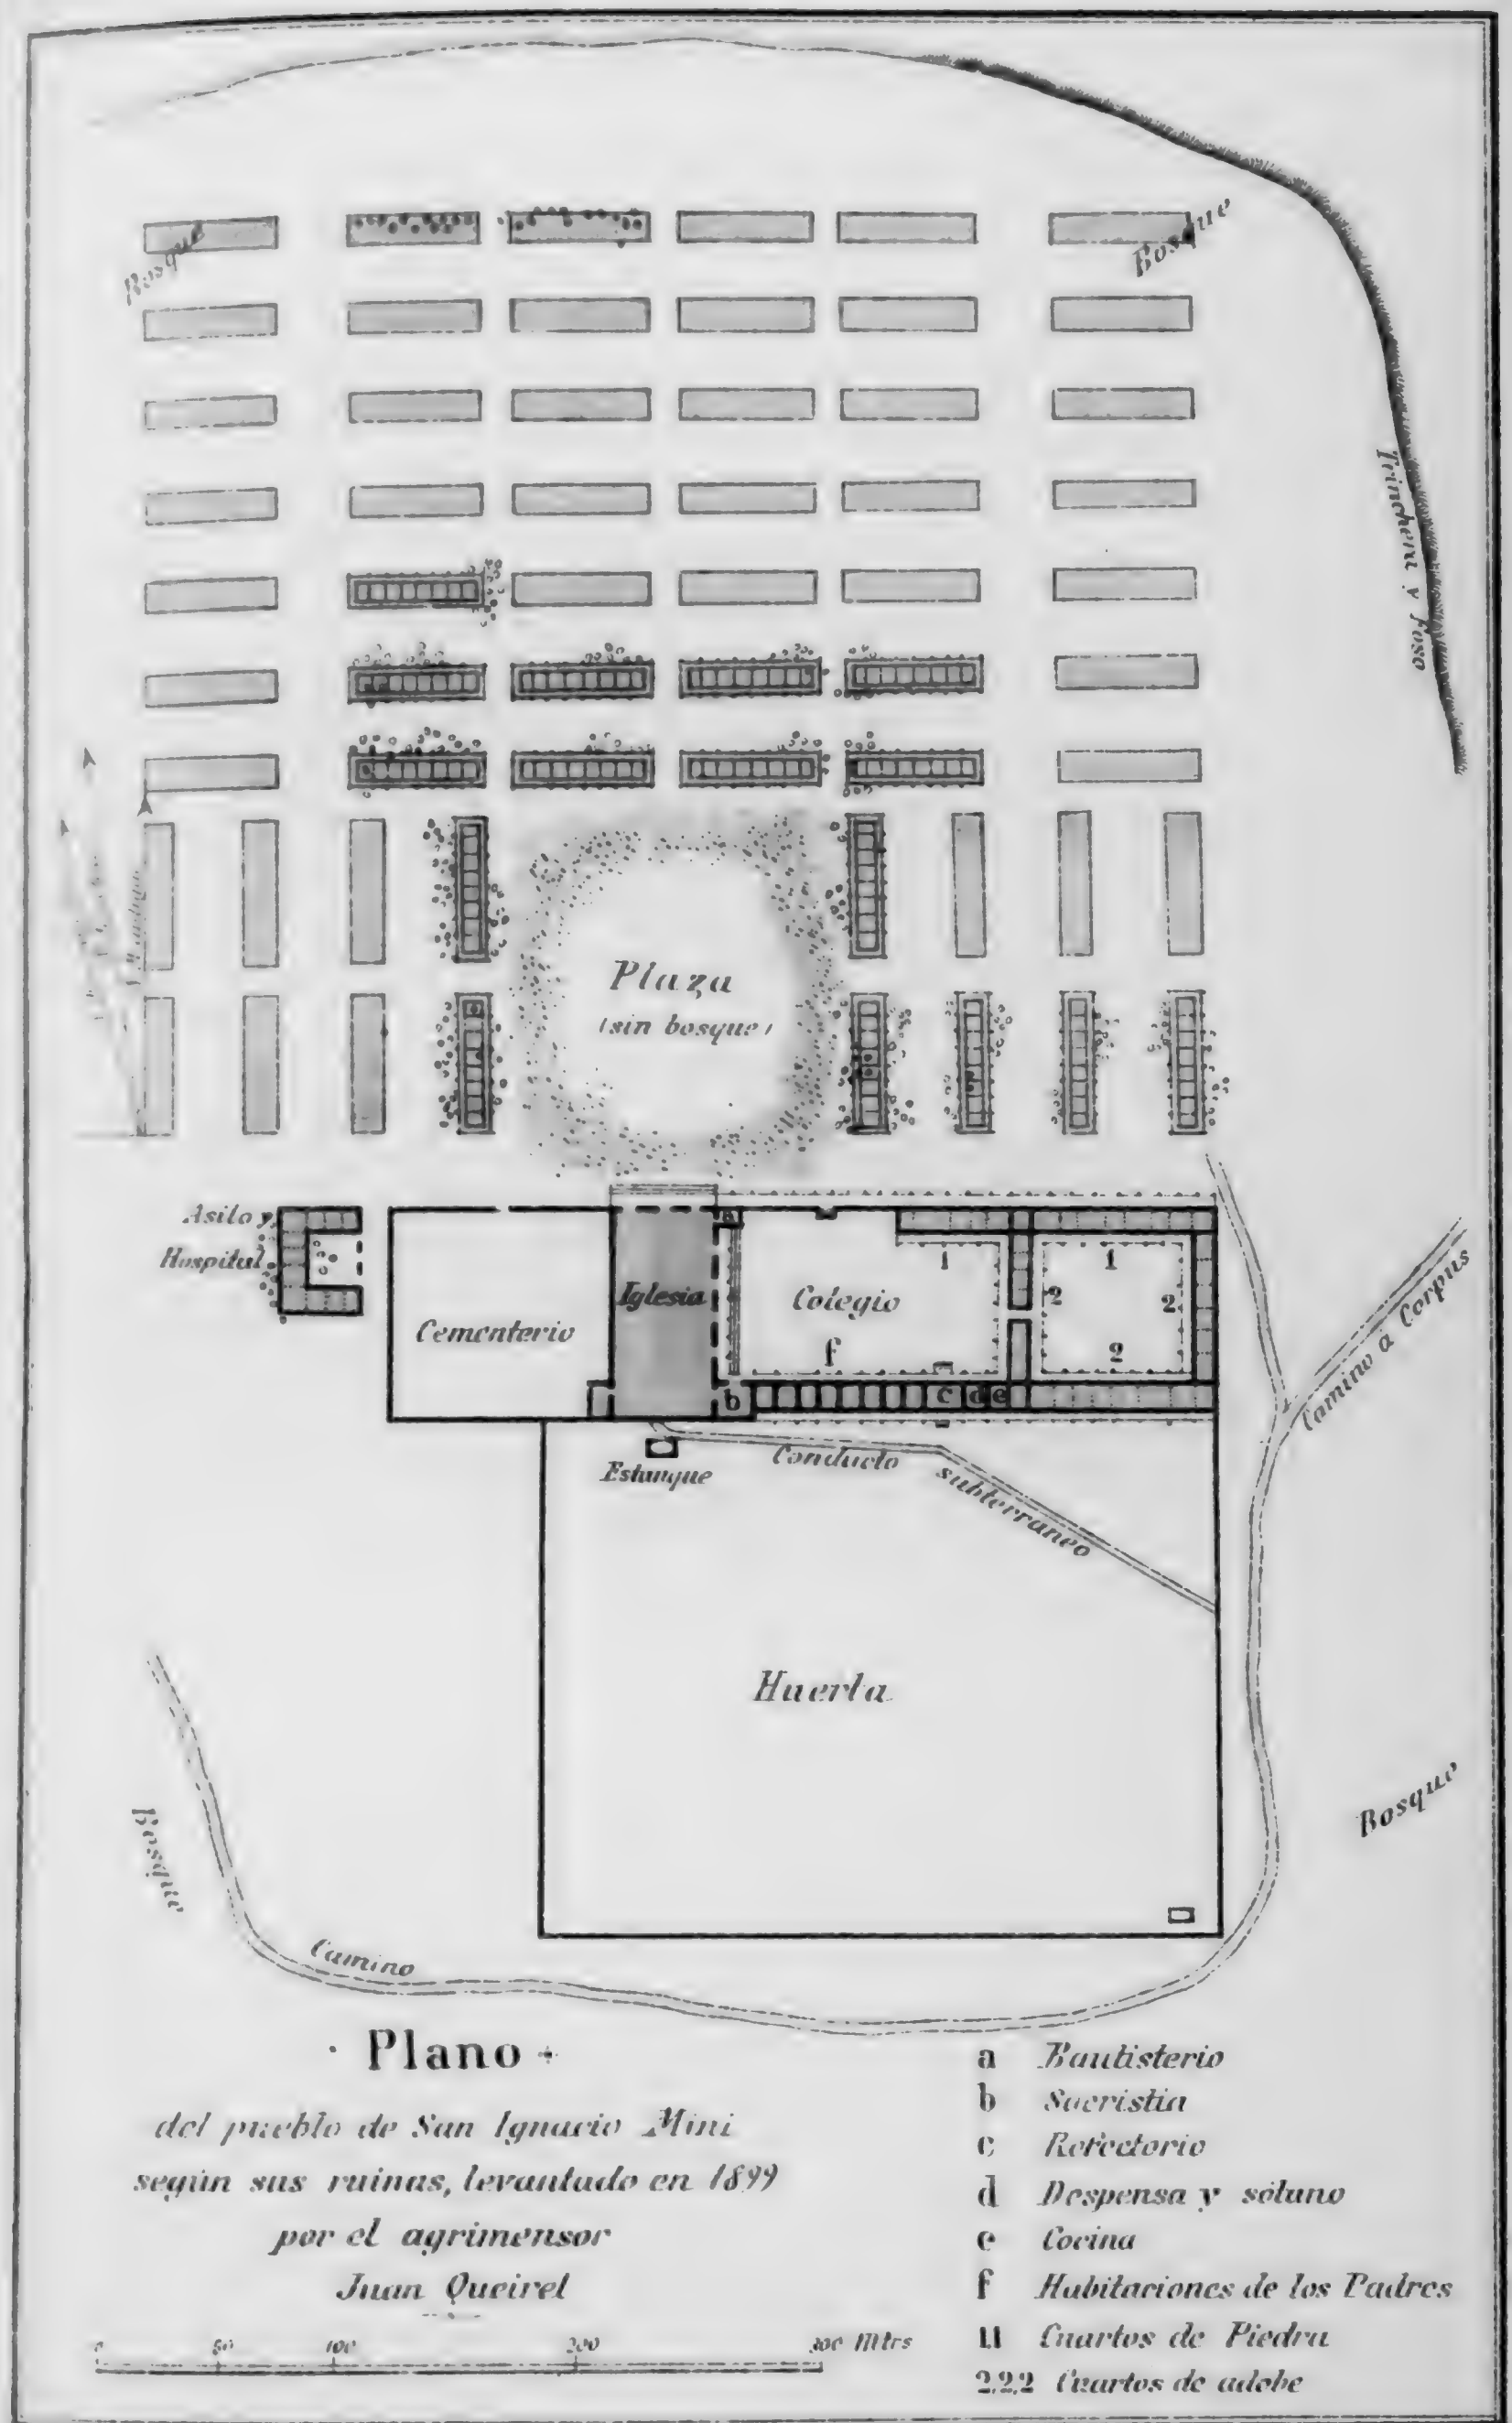 Bosque
Bosque
Trinchera y foso
Plaza
(sin bosque)
Asilo y
Hospital
a
Iglesia
Colegio
Cementerio
1
1
2
2
2
f
b
c
d
e
Camino á Corpus
Estanque
Conducto subterraneo
Huerta
Bosque
Bosque
Camino
Plano
del pueblo de San Ignacio Mini
según sus ruinas, levantado en 1899
por el agrimensor
Juan Queirel
0 50 100 200 300 Mtrs
a Bautisterio
b Sacristia
c Refectorio
d Despensa y sótano
e Cocina
f Habitaciones de los Padres
1.1 Cuartos de Piedra
2.2.2 Cuartos de adobe